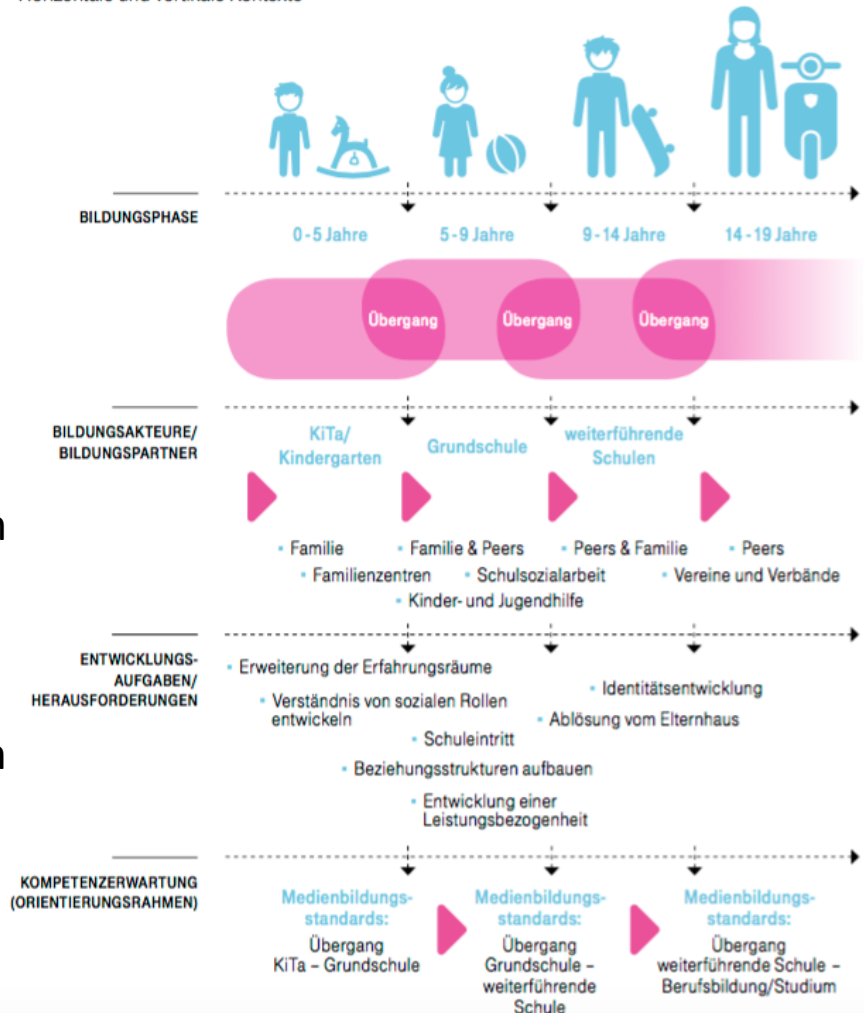 Horizontale und vertikale Kontexte
BILDUNGSPHASE
0 - 5 Jahre
5 - 9 Jahre
9 - 14 Jahre
14 - 19 Jahre
Übergang
Übergang
Übergang
BILDUNGSAKTEURE/
BILDUNGSPARTNER
KiTa/
Kindergarten
Grundschule
weiterführende
Schulen
▪ Familie
▪ Familie & Peers
▪ Peers & Familie
▪ Peers
▪ Familienzentren
▪ Schulsozialarbeit
▪ Vereine und Verbände
▪ Kinder- und Jugendhilfe
ENTWICKLUNGS-
AUFGABEN/
HERAUSFORDERUNGEN
▪ Erweiterung der Erfahrungsräume
▪ Verständnis von sozialen Rollen
entwickeln
▪ Identitätsentwicklung
▪ Ablösung vom Elternhaus
▪ Schuleintritt
▪ Beziehungsstrukturen aufbauen
▪ Entwicklung einer
Leistungsbezogenheit
KOMPETENZERWARTUNG
(ORIENTIERUNGSRAHMEN)
Medienbildungs-
standards:
Übergang
KiTa – Grundschule
Medienbildungs-
standards:
Übergang
Grundschule –
weiterführende
Schule
Medienbildungs-
standards:
Übergang
weiterführende Schule –
Berufsbildung/Studium